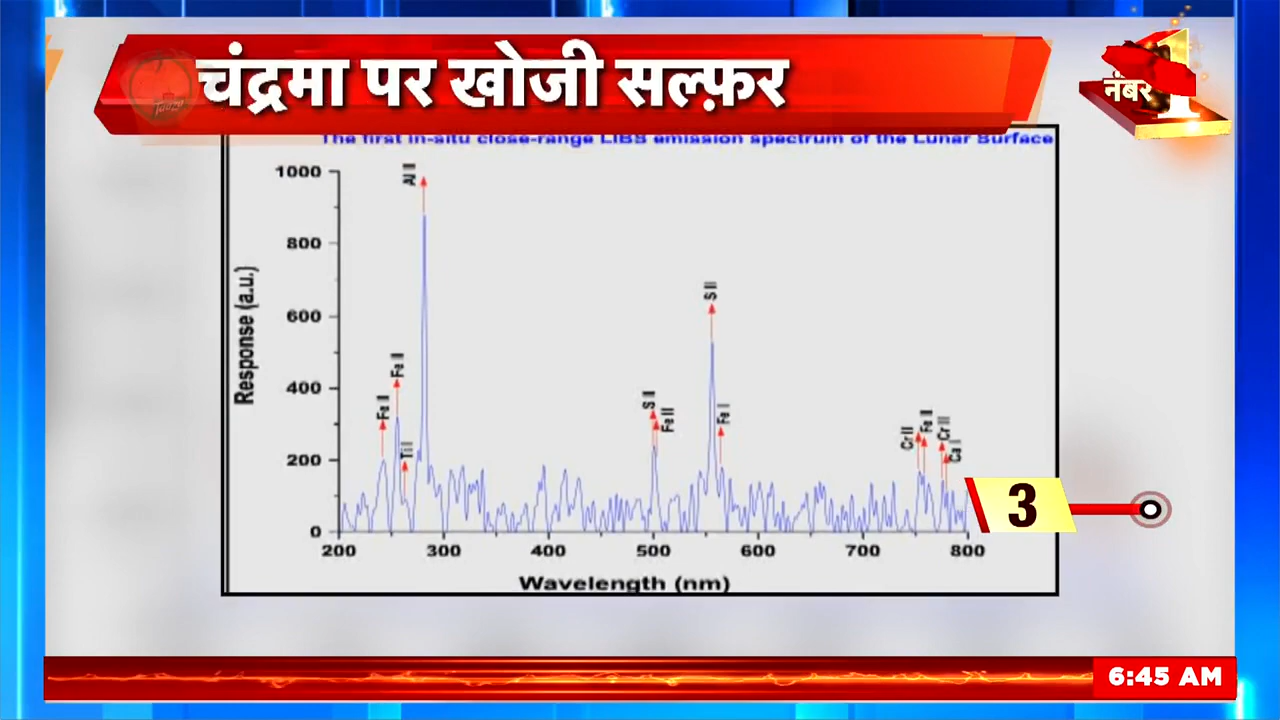 चंद्रमा पर खोजी सल्फ़र
नंबर 1
The first in-situ close-range LIBS emission spectrum of the Lunar Surface
Response (a.u.)
1000
800
600
400
200
0
Fe II
Fe II
Ti I
Al II
S II
Fe II
S II
Fe I
Cr II
Fe II
Cr II
Ca I
200 300 400 500 600 700 800
Wavelength (nm)
3
6:45 AM